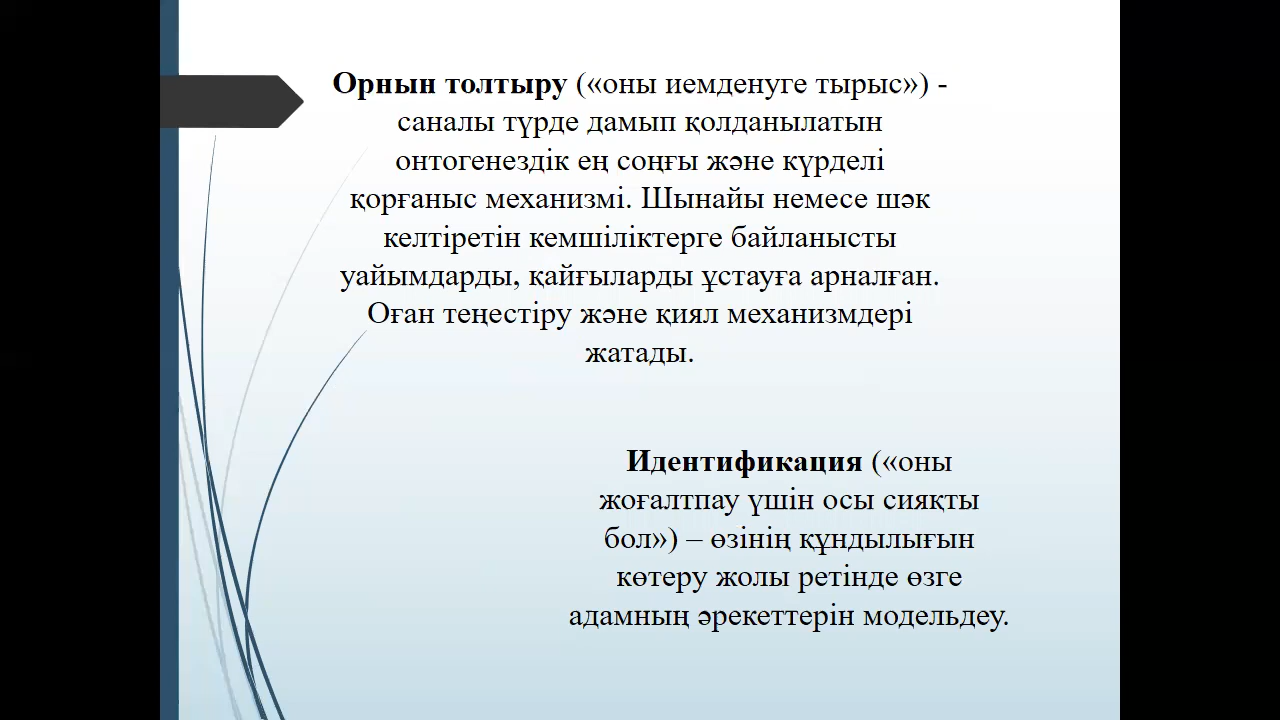 Орнын толтыру («оны иемденуге тырыс») -
саналы түрде дамып қолданылатын
онтогенездік ең соңғы және күрделі
қорғаныс механизмі. Шынайы немесе шәк
келтіретін кемшіліктерге байланысты
уайымдарды, қайғыларды ұстауға арналған.
Оған теңестіру және қиял механизмдері
жатады.
Идентификация («оны
жоғалтпау үшін осы сияқты
бол») – өзінің құндылығын
көтеру жолы ретінде өзге
адамның әрекеттерін модельдеу.